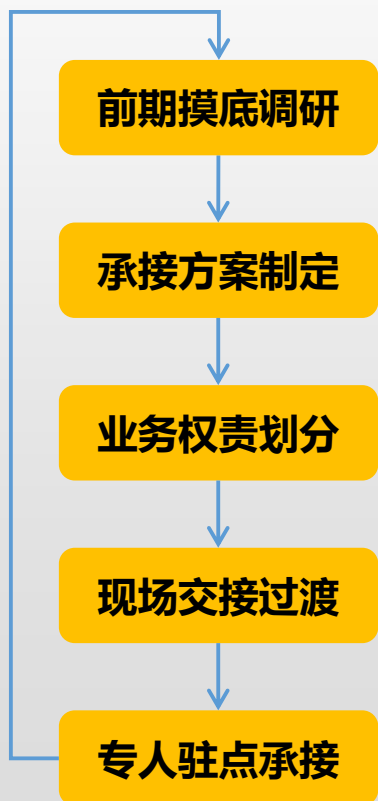 前期摸底调研
承接方案制定
业务权责划分
现场交接过渡
专人驻点承接